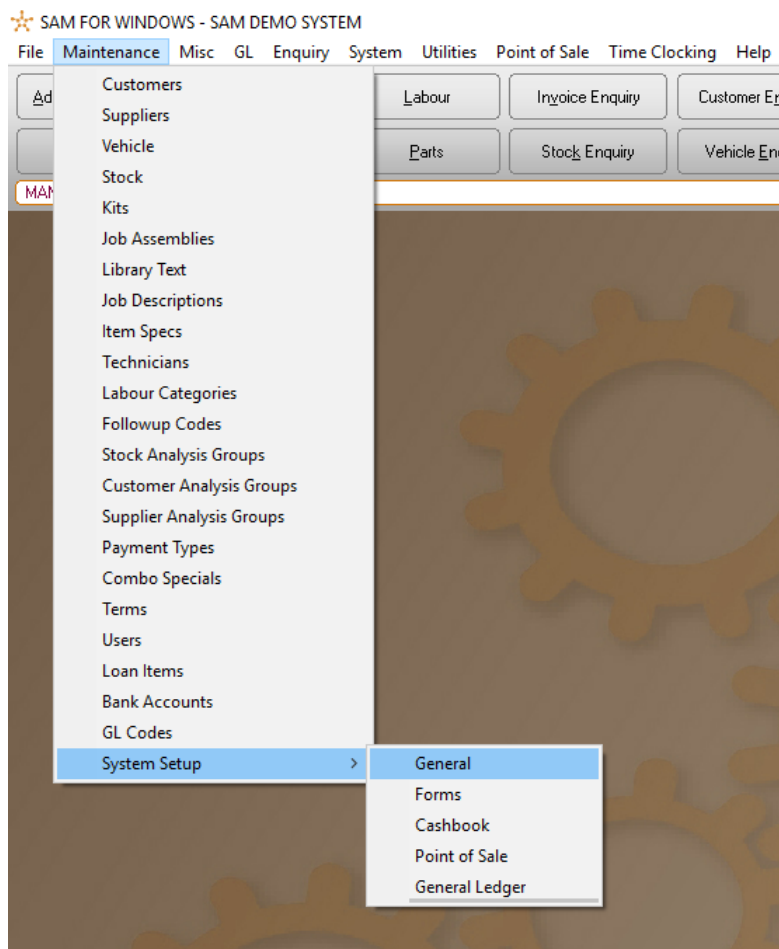 SAM FOR WINDOWS - SAM DEMO SYSTEM
File Maintenance Misc GL Enquiry System Utilities Point of Sale Time Clocking Help
Labour Invoice Enquiry Customer
Parts Stock Enquiry Vehicle
Customers
Suppliers
Vehicle
Stock
Kits
Job Assemblies
Library Text
Job Descriptions
Item Specs
Technicians
Labour Categories
Followup Codes
Stock Analysis Groups
Customer Analysis Groups
Supplier Analysis Groups
Payment Types
Combo Specials
Terms
Users
Loan Items
Bank Accounts
GL Codes
System Setup >
General
Forms
Cashbook
Point of Sale
General Ledger